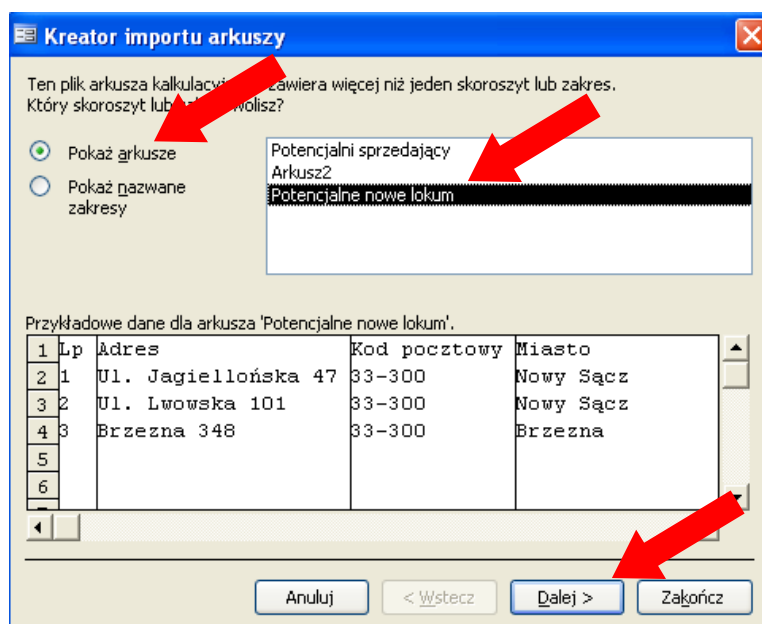 Kreator importu arkuszy
Ten plik arkusza zawiera więcej niż jeden skoroszyt lub zakres.
Który skoroszyt lub
Pokaż arkusze
Pokaż nazwane
zakresy
Potencjalni sprzedający
Arkusz2
Potencjalne nowe lokum
Przykładowe dane dla arkusza 'Potencjalne nowe lokum'.
1 Lp Adres Kod pocztowy Miasto
2 1 Ul. Jagiellońska 47 33-300 Nowy Sącz
3 2 Ul. Lwowska 101 33-300 Nowy Sącz
4 3 Brzezna 348 33-300 Brzezna
5
6
Anuluj < Wstecz Dalej > Zakończ